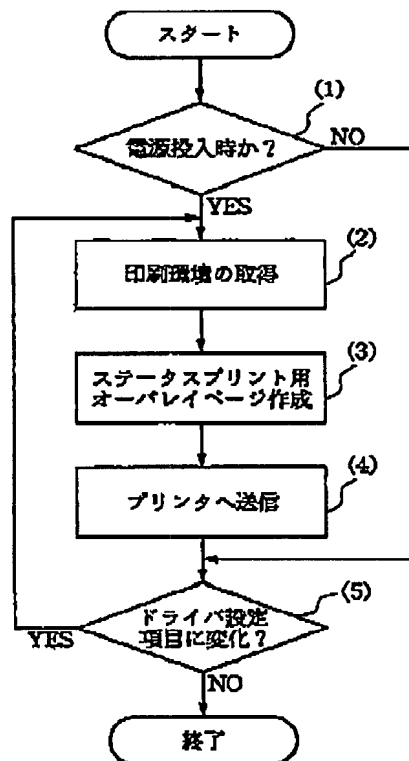 スタート
(1)
電源投入時か？
NO
YES
(2)
印刷環境の取得
(3)
ステータスプリント用
オーバレイページ作成
(4)
プリンタへ送信
(5)
ドライバ設定
項目に変化？
YES
NO
終了